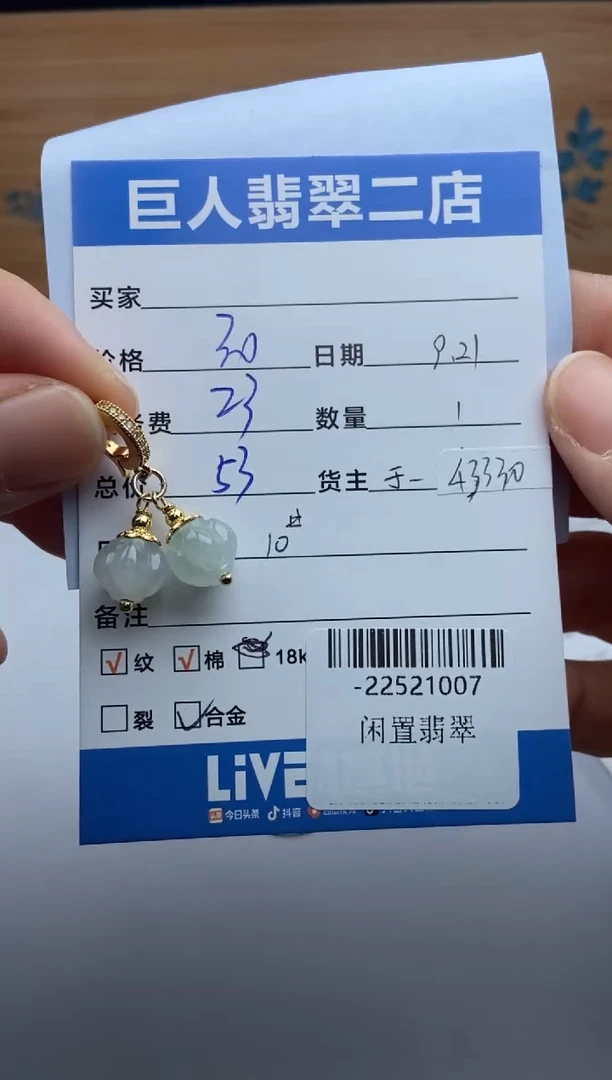 巨人翡翠二店
买家
价格 30 日期 9.21
费 23 数量 1
总价 53 货主 于一 43330
10
备注
纹 棉 18k
裂 合金
-22521007
闲置翡翠
LiVE
今日头条 抖音